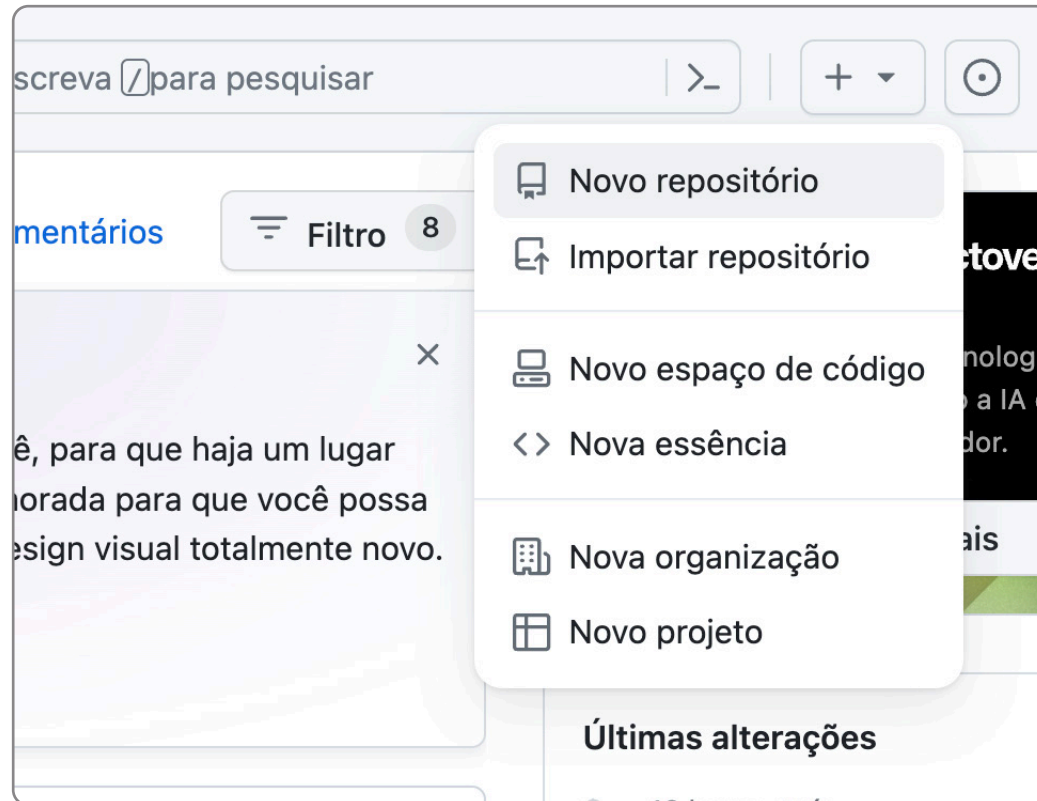 screva / para pesquisar
mentários
Filtro 8
Novo repositório
Importar repositório
Novo espaço de código
Nova essência
Nova organização
Novo projeto
ctove
nolog
a IA
dor.
ê, para que haja um lugar
orada para que você possa
esign visual totalmente novo.
ais
Últimas alterações